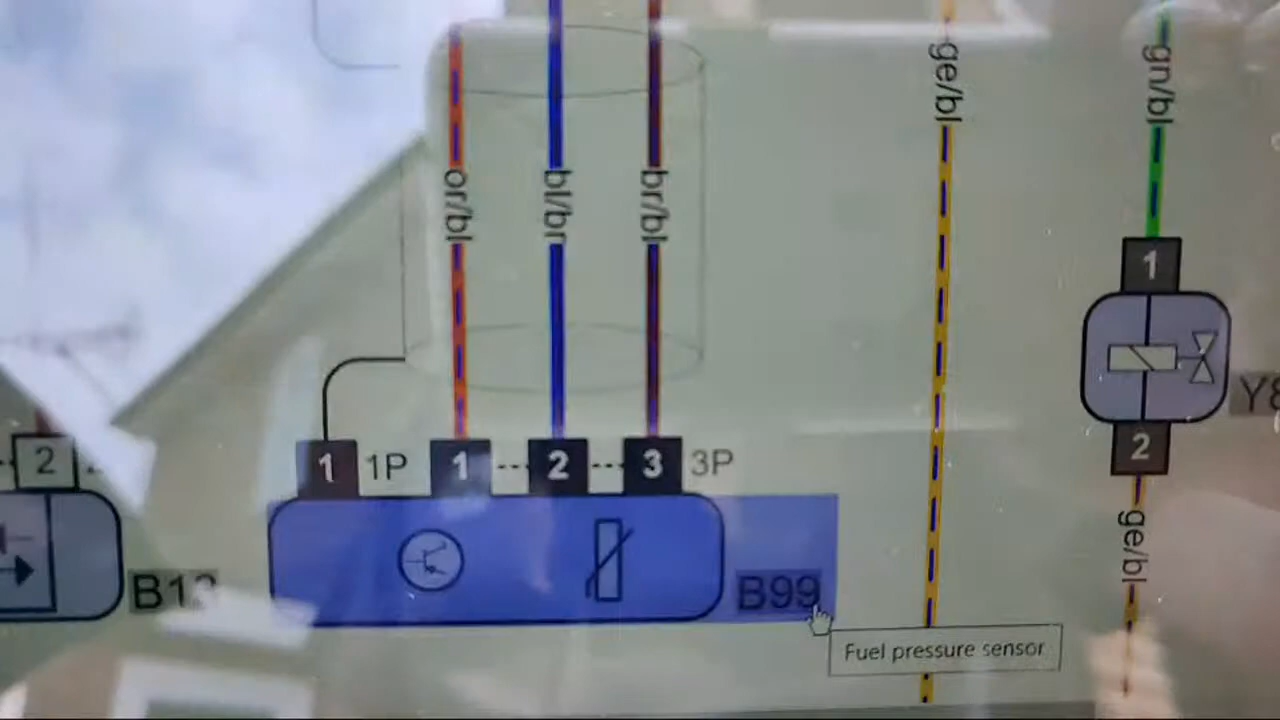 ge/bl
gn/bl
or/bl
bl/br
br/bl
1
1 1P 1 2 3 3P
2
2
ge/bl
B99
Fuel pressure sensor